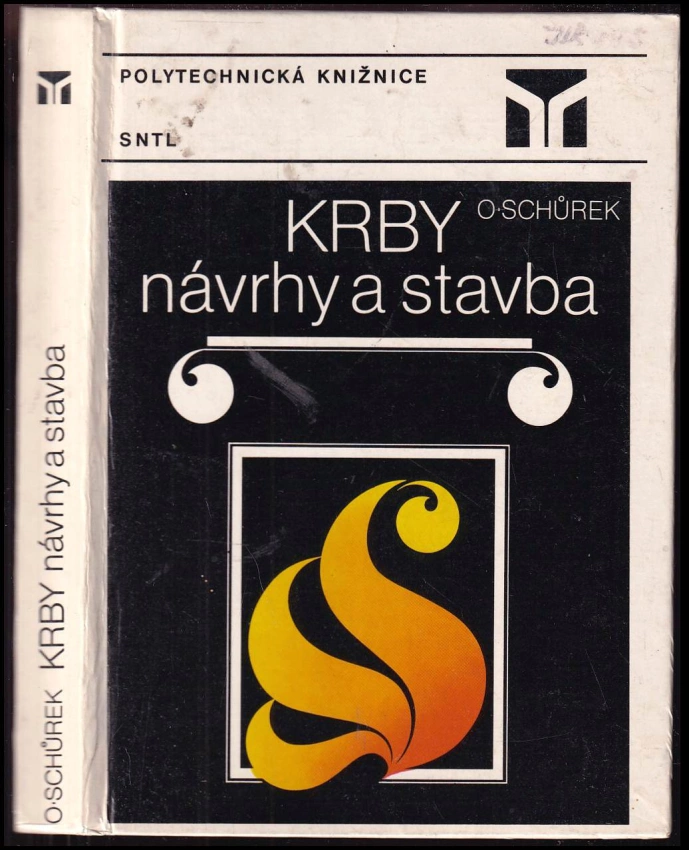 POLYTECHNICKÁ KNIŽNICE
SNTL
O·SCHŮREK
KRBY
návrhy a stavba
O·SCHŮREK KRBY návrhy a stavba